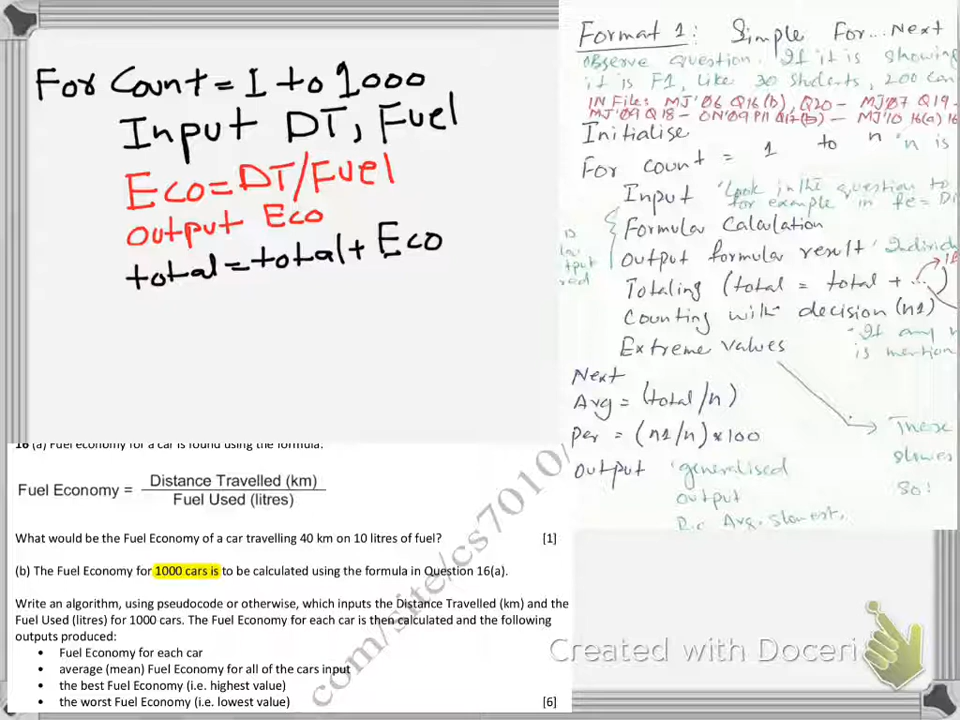 For Count = 1 to 1000
Input DT, Fuel
Eco = DT/Fuel
output Eco
total = total + Eco
Format 1: Simple For... Next
Observe question. If it is showing
it is F1, Like 30 students, 200 car
IN File: MJ'06 Q16(b), Q20 – MJ'07 Q19 -
MJ'09 Q18 – ON'09 P11 Q17(b) – MJ'10 16(a) 16
Initialise
For count = 1 to n 'n is
Input 'Look in the question to
for example in fe = Di
Formula Calculation
Output formula result 'Individ
Totaling (total = total + ...)
Counting with decision (n1)
'If any
is mention
Extreme values
Next
Avg = (total/n)
Per = (n1/n) × 100
output 'generalised
output
Avg. Slowest,
These
slowes
So!
16 (a) Fuel economy for a car is found using the formula:
Fuel Economy = Distance Travelled (km)
Fuel Used (litres)
What would be the Fuel Economy of a car travelling 40 km on 10 litres of fuel? [1]
(b) The Fuel Economy for 1000 cars is to be calculated using the formula in Question 16(a).
Write an algorithm, using pseudocode or otherwise, which inputs the Distance Travelled (km) and the
Fuel Used (litres) for 1000 cars. The Fuel Economy for each car is then calculated and the following
outputs produced:
• Fuel Economy for each car
• average (mean) Fuel Economy for all of the cars input
• the best Fuel Economy (i.e. highest value)
• the worst Fuel Economy (i.e. lowest value) [6]
com/site/cs7010/
Created with Doceri